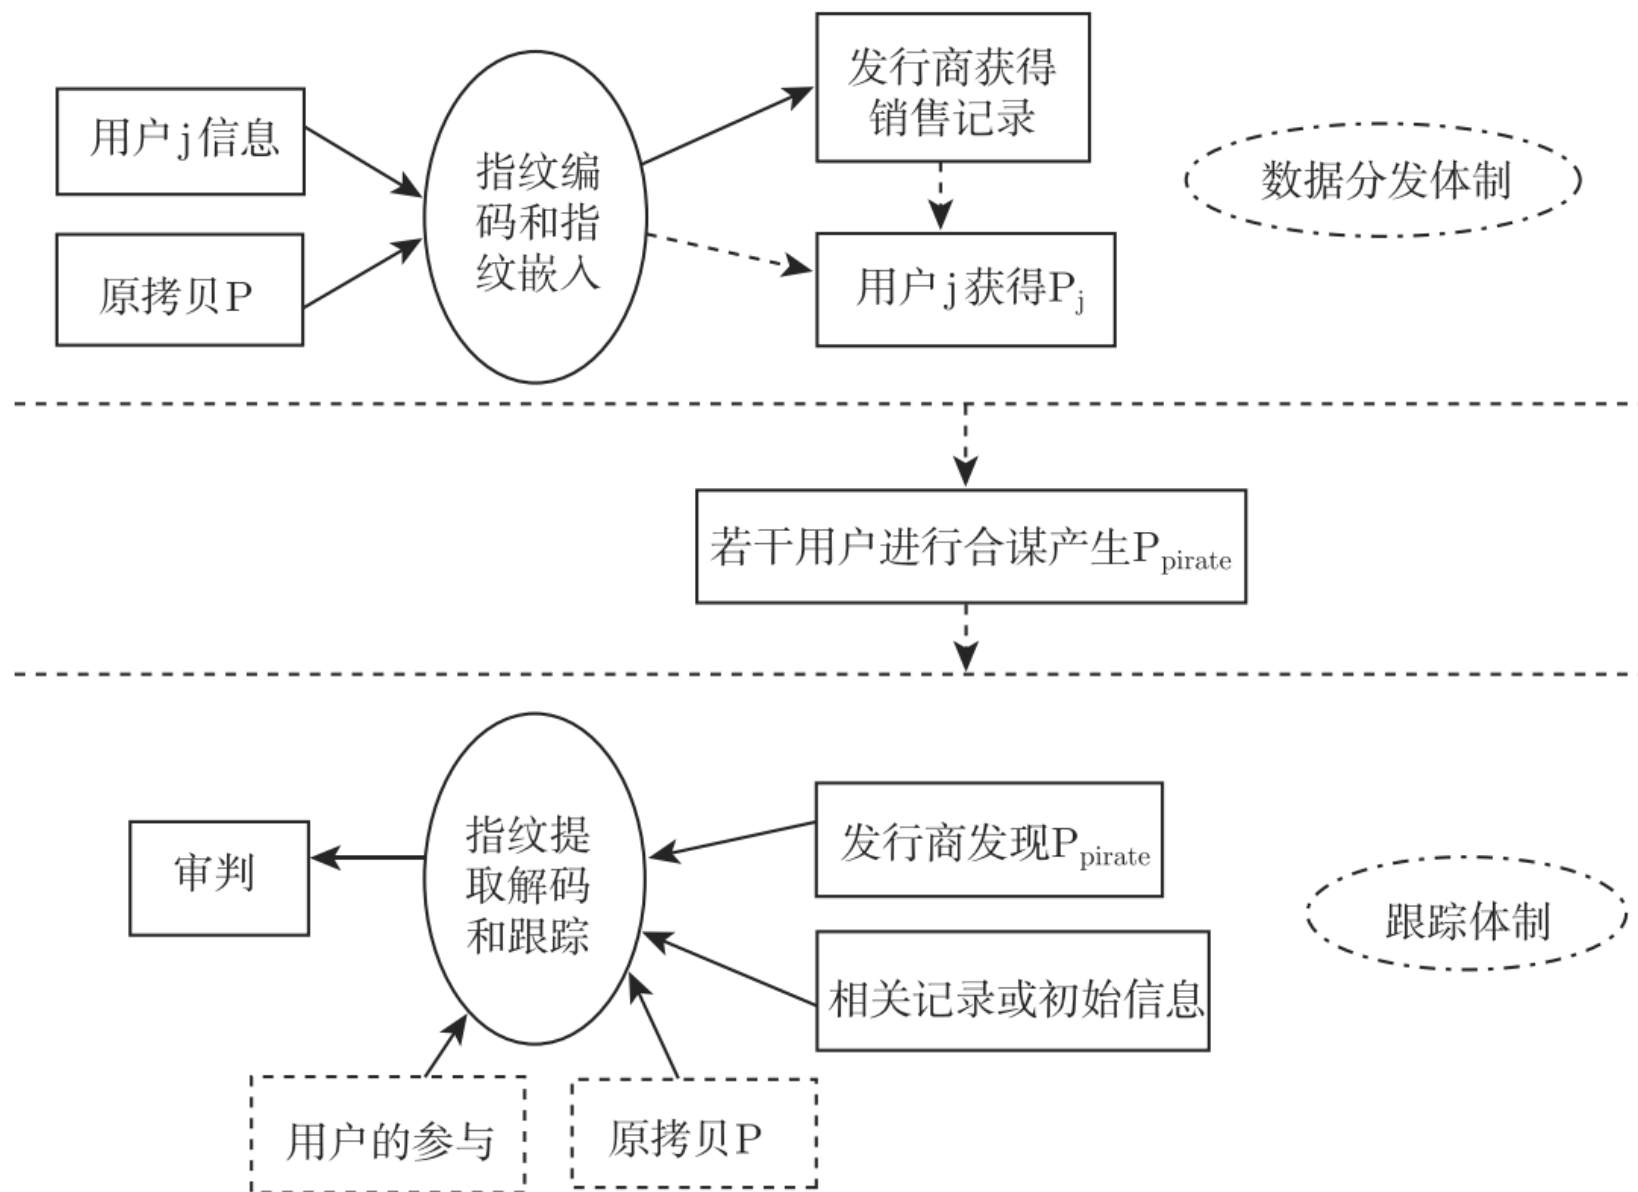 发行商获得
销售记录
用户j信息
指纹编
码和指
纹嵌入
数据分发体制
原拷贝P
用户j获得Pj
若干用户进行合谋产生Ppirate
指纹提
取解码
和跟踪
审判
发行商发现Ppirate
跟踪体制
相关记录或初始信息
用户的参与
原拷贝P